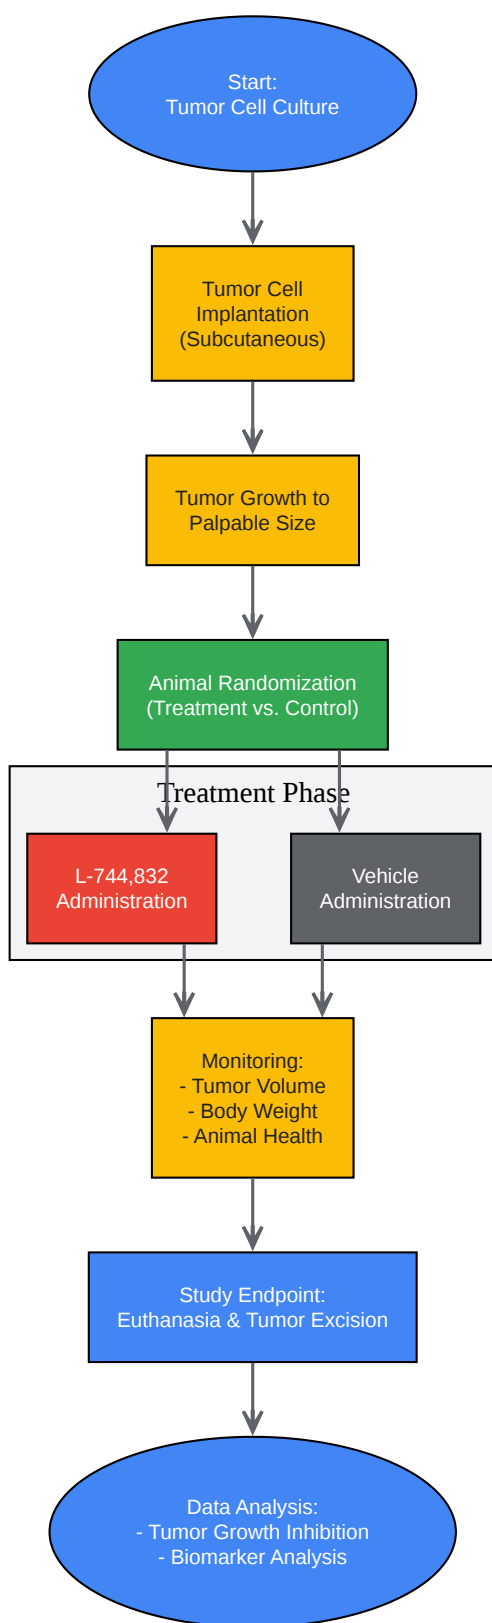 Start:
Tumor Cell Culture
Tumor Cell
Implantation
(Subcutaneous)
Tumor Growth to
Palpable Size
Animal Randomization
(Treatment vs. Control)
Treatment Phase
L-744,832
Administration
Vehicle
Administration
Monitoring:
- Tumor Volume
- Body Weight
- Animal Health
Study Endpoint:
Euthanasia & Tumor Excision
Data Analysis:
- Tumor Growth Inhibition
- Biomarker Analysis